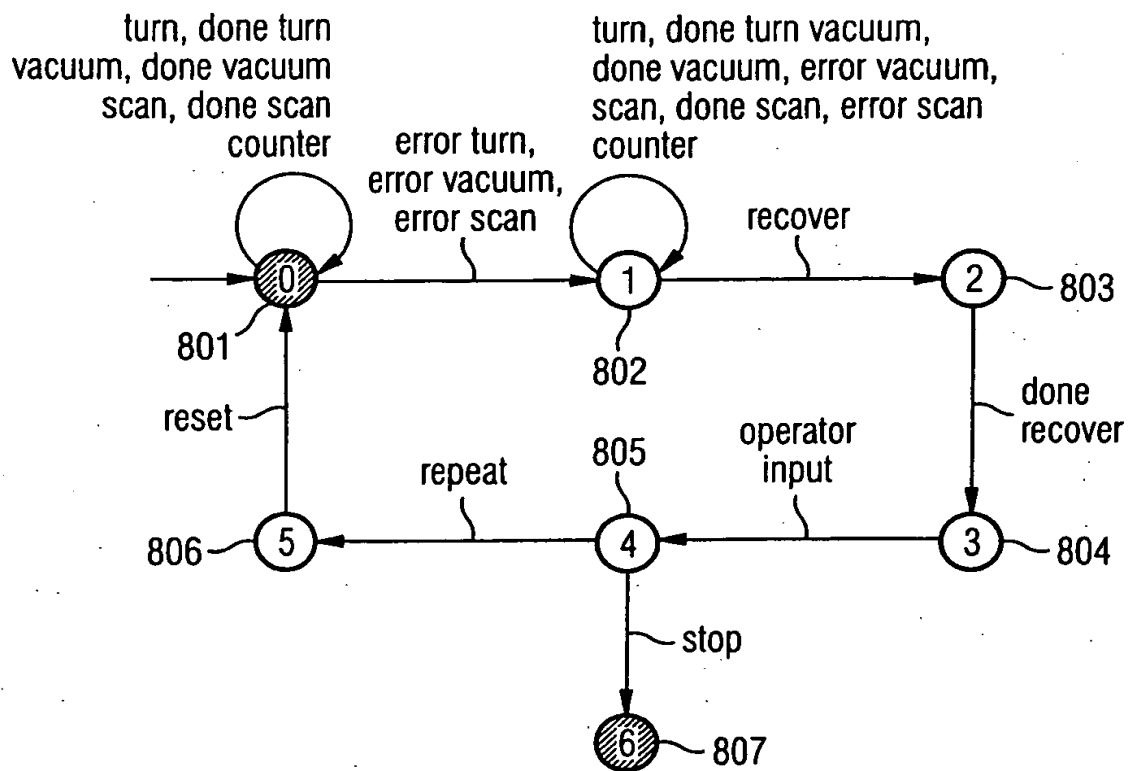 turn, done turn
vacuum, done vacuum
scan, done scan
counter
error turn,
error vacuum,
error scan
turn, done turn vacuum,
done vacuum, error vacuum,
scan, done scan, error scan
counter
recover
0
1
2
803
801
802
reset
repeat
805
operator
input
done
recover
806
5
4
3
804
stop
6
807